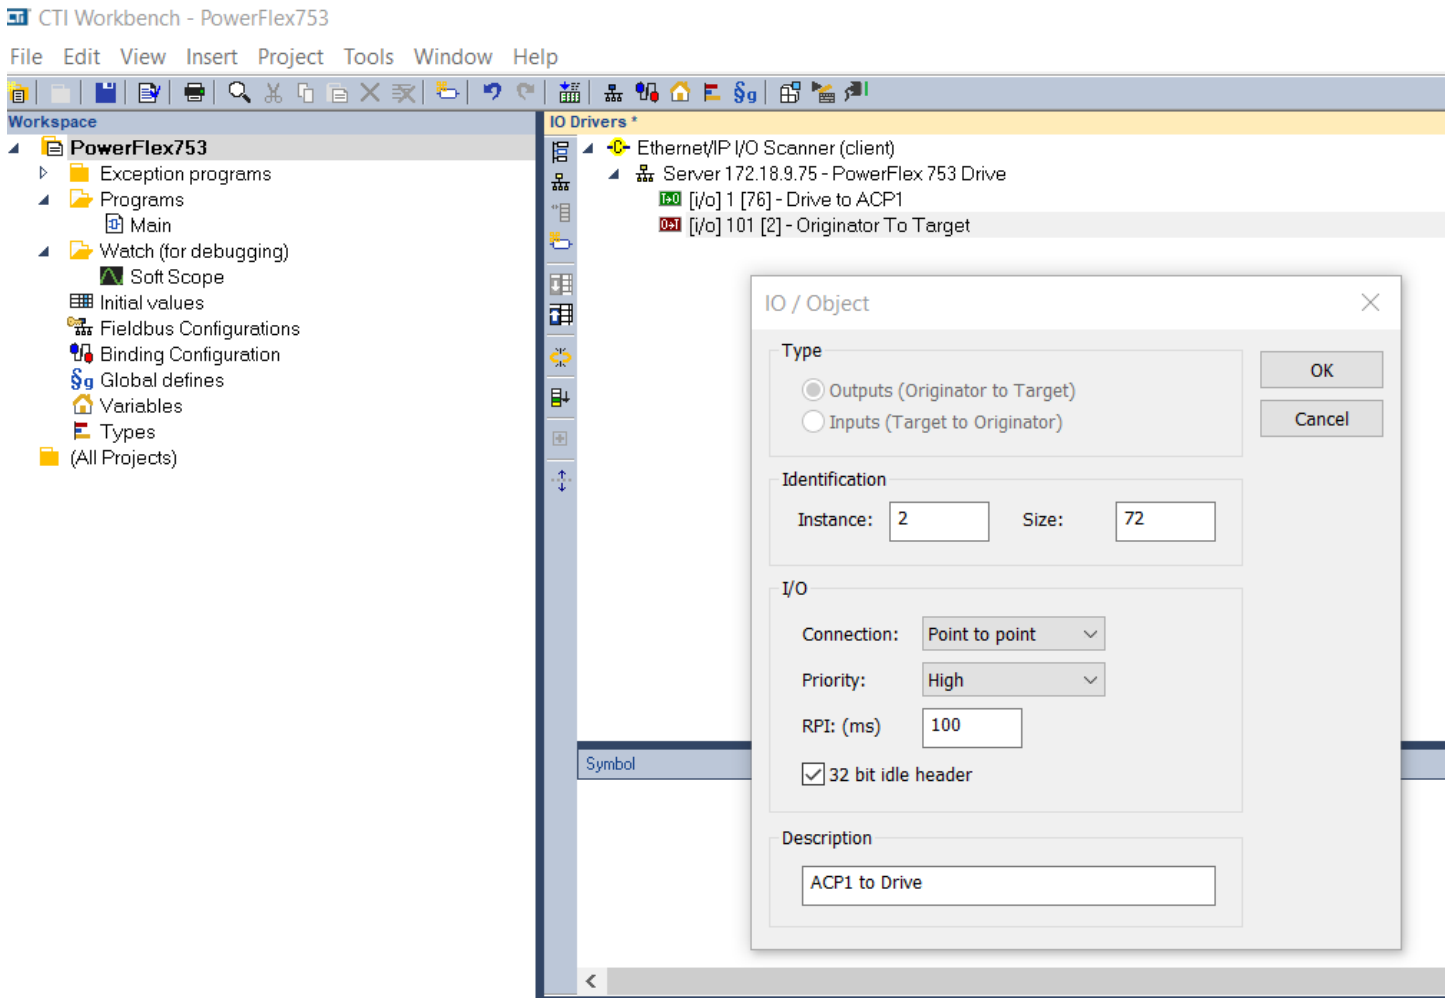 CTI CTI Workbench - PowerFlex753
File Edit View Insert Project Tools Window Help
Workspace
PowerFlex753
Exception programs
Programs
Main
Watch (for debugging)
Soft Scope
Initial values
Fieldbus Configurations
Binding Configuration
Global defines
Variables
Types
(All Projects)
IO Drivers *
Ethernet/IP I/O Scanner (client)
Server 172.18.9.75 - PowerFlex 753 Drive
T→O [i/o] 1 [76] - Drive to ACP1
O→T [i/o] 101 [2] - Originator To Target
Symbol
IO / Object
Type
Outputs (Originator to Target)
Inputs (Target to Originator)
OK
Cancel
Identification
Instance: 2 Size: 72
I/O
Connection: Point to point
Priority: High
RPI: (ms) 100
32 bit idle header
Description
ACP1 to Drive